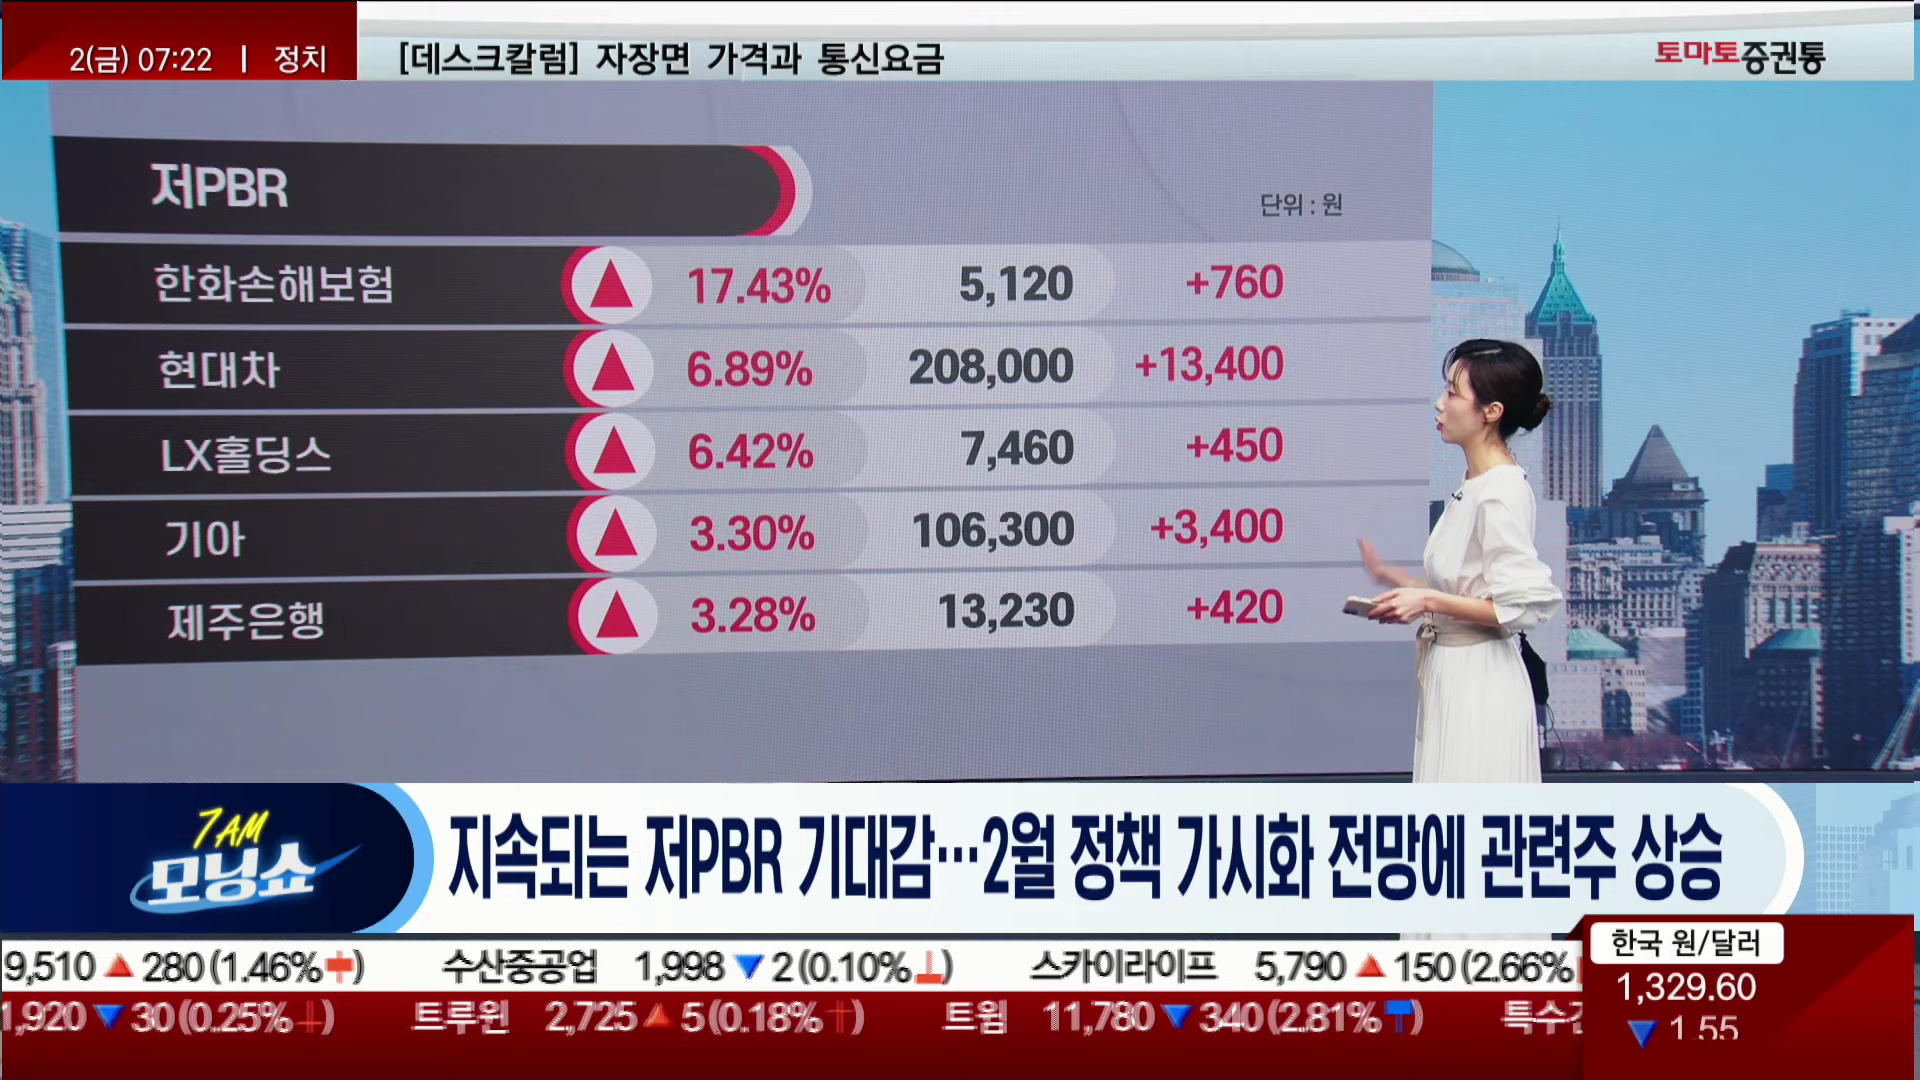 2(금) 07:22 | 정치
[데스크칼럼] 자장면 가격과 통신요금
토마토증권통
저PBR
단위 : 원
한화손해보험 ▲ 17.43% 5,120 +760
현대차 ▲ 6.89% 208,000 +13,400
LX홀딩스 ▲ 6.42% 7,460 +450
기아 ▲ 3.30% 106,300 +3,400
제주은행 ▲ 3.28% 13,230 +420
7AM
모닝쇼
지속되는 저PBR 기대감…2월 정책 가시화 전망에 관련주 상승
9,510 ▲ 280 (1.46%) 수산중공업 1,998 ▼ 2 (0.10%) 스카이라이프 5,790 ▲ 150 (2.66%
1,920 ▼ 30 (0.25%) 트루윈 2,725 ▲ 5 (0.18%) 트윔 11,780 ▼ 340 (2.81%)
한국 원/달러
1,329.60
▼ 1.55